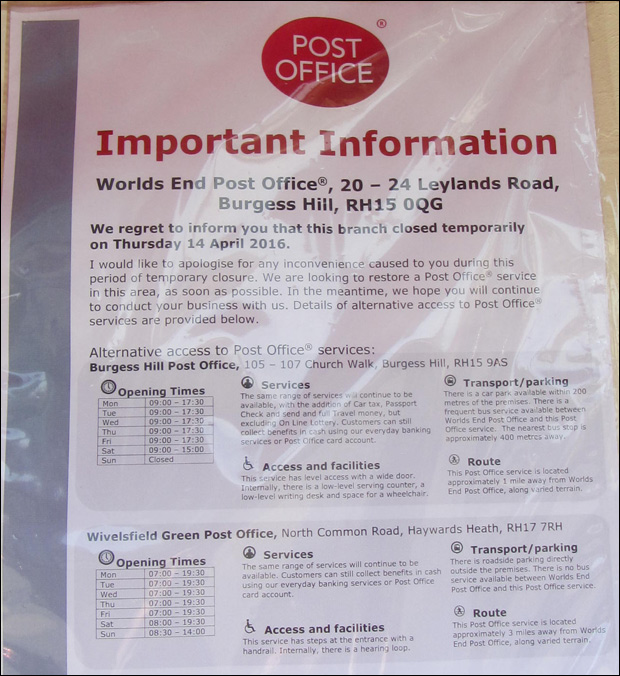 POST
OFFICE
®
Important Information
Worlds End Post Office®, 20 – 24 Leylands Road,
Burgess Hill, RH15 0QG
We regret to inform you that this branch closed temporarily
on Thursday 14 April 2016.
I would like to apologise for any inconvenience caused to you during this
period of temporary closure. We are looking to restore a Post Office® service
in this area, as soon as possible. In the meantime, we hope you will continue
to conduct your business with us. Details of alternative access to Post Office®
services are provided below.
Alternative access to Post Office® services:
Burgess Hill Post Office, 105 – 107 Church Walk, Burgess Hill, RH15 9AS
Opening Times
Mon 09:00 – 17:30
Tue 09:00 – 17:30
Wed 09:00 – 17:30
Thu 09:00 – 17:30
Fri 09:00 – 17:30
Sat 09:00 – 15:00
Sun Closed
Services
The same range of services will continue to be
available, with the addition of Car tax, Passport
Check and send and full Travel money, but
excluding On Line Lottery. Customers can still
collect benefits in cash using our everyday banking
services or Post Office card account.
Access and facilities
This service has level access with a wide door.
Internally, there is a low-level serving counter, a
low-level writing desk and space for a wheelchair.
Transport/parking
There is a car park available within 200
metres of the premises. There is a
frequent bus service available between
Worlds End Post Office and this Post
Office service. The nearest bus stop is
approximately 400 metres away.
Route
This Post Office service is located
approximately 1 mile away from Worlds
End Post Office, along varied terrain.
Wivelsfield Green Post Office, North Common Road, Haywards Heath, RH17 7RH
Opening Times
Mon 07:00 – 19:30
Tue 07:00 – 19:30
Wed 07:00 – 19:30
Thu 07:00 – 19:30
Fri 07:00 – 19:30
Sat 08:00 – 19:30
Sun 08:30 – 14:00
Services
The same range of services will continue to be
available. Customers can still collect benefits in cash
using our everyday banking services or Post Office
card account.
Access and facilities
This service has steps at the entrance with a
handrail. Internally, there is a hearing loop.
Transport/parking
There is roadside parking directly
outside the premises. There is no bus
service available between Worlds End
Post Office and this Post Office service.
Route
This Post Office service is located
approximately 3 miles away from Worlds
End Post Office, along varied terrain.